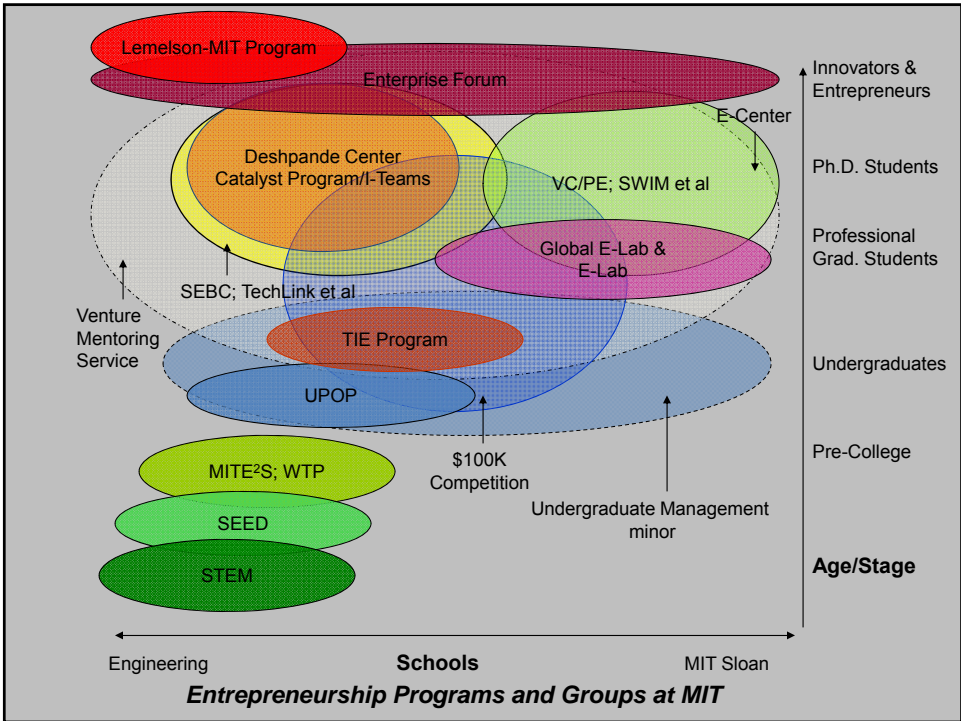 Lemelson-MIT Program
Enterprise Forum
Innovators &
Entrepreneurs
E-Center
Deshpande Center
Catalyst Program/I-Teams
VC/PE; SWIM et al
Ph.D. Students
Global E-Lab &
E-Lab
Professional
Grad. Students
SEBC; TechLink et al
Venture
Mentoring
Service
TIE Program
Undergraduates
UPOP
$100K
Competition
Pre-College
MITE²S; WTP
Undergraduate Management
minor
SEED
STEM
Age/Stage
Engineering
Schools
MIT Sloan
Entrepreneurship Programs and Groups at MIT